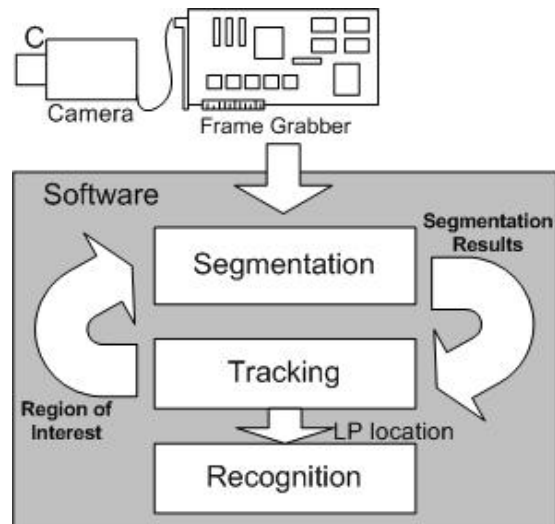 C
Camera
Frame Grabber
Software
Segmentation
Results
Segmentation
Tracking
Region of
Interest
LP location
Recognition